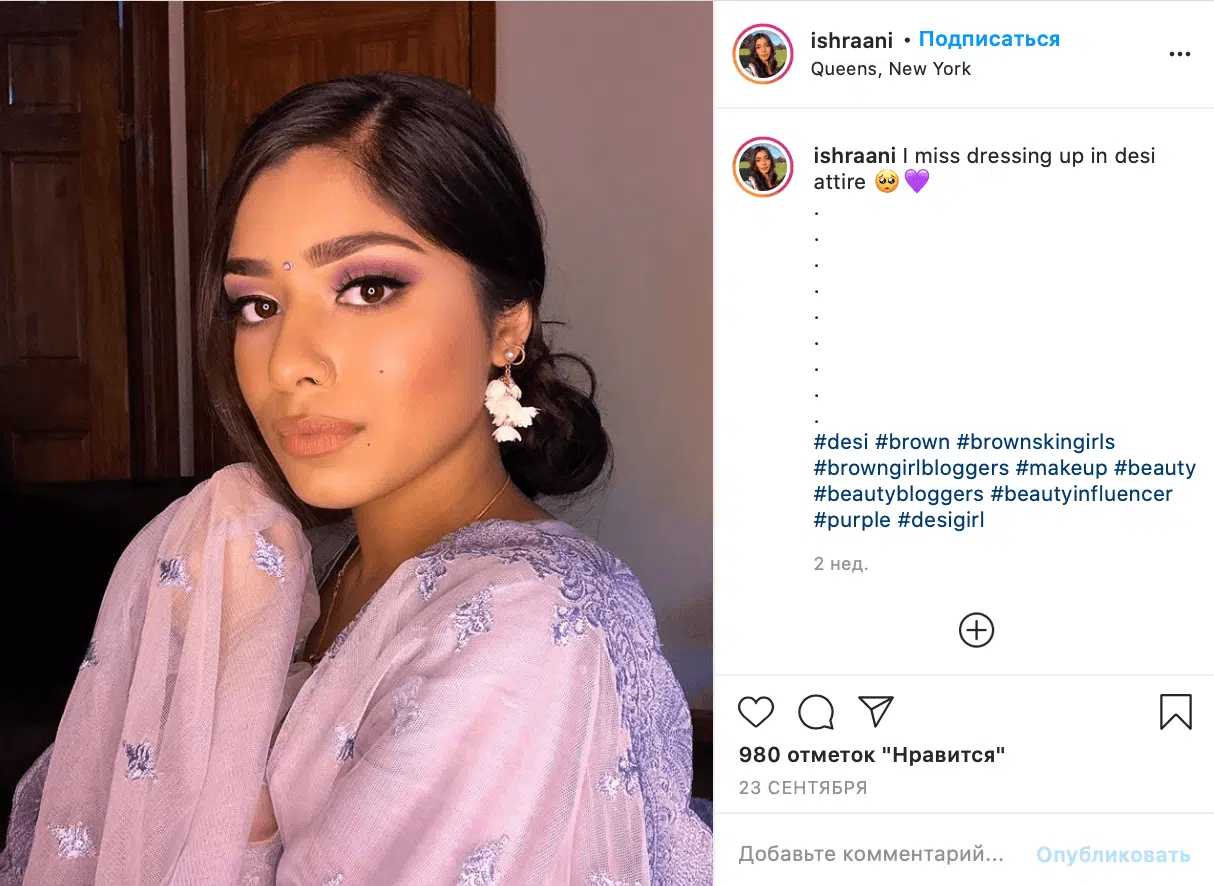 ishraani • Подписаться
Queens, New York
ishraani I miss dressing up in desi
attire 🥺💜
.
.
.
.
.
.
.
.
.
#desi #brown #brownskingirls
#browngirlbloggers #makeup #beauty
#beautybloggers #beautyinfluencer
#purple #desigirl
2 нед.
980 отметок "Нравится"
23 СЕНТЯБРЯ
Добавьте комментарий... Опубликовать